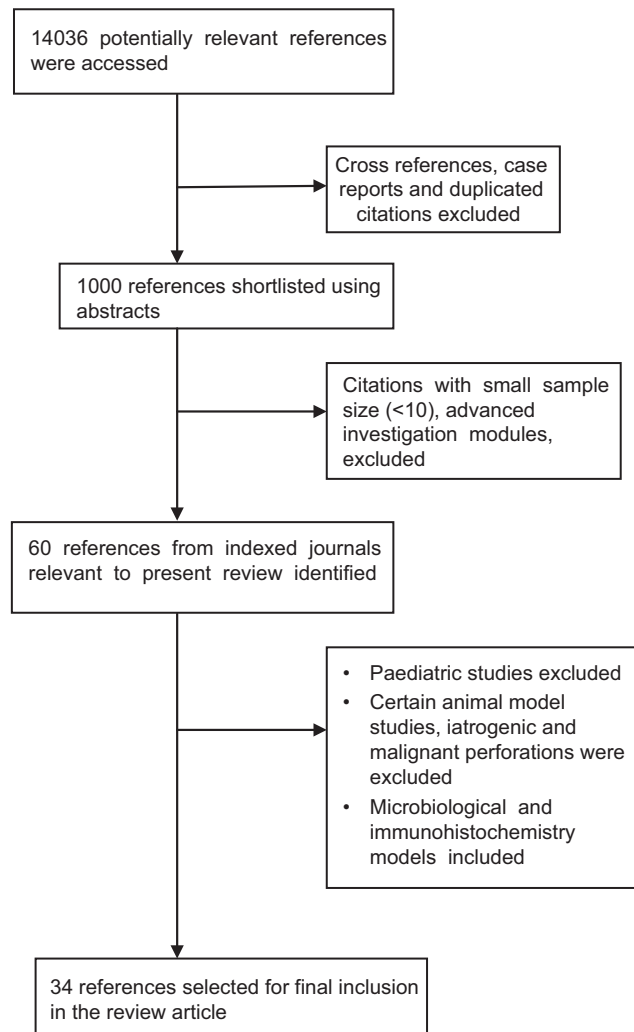 14036 potentially relevant references
were accessed
Cross references, case
reports and duplicated
citations excluded
1000 references shortlisted using
abstracts
Citations with small sample
size (<10), advanced
investigation modules,
excluded
60 references from indexed journals
relevant to present review identified
• Paediatric studies excluded
• Certain animal model
studies, iatrogenic and
malignant perforations were
excluded
• Microbiological and
immunohistochemistry
models included
34 references selected for final inclusion
in the review article